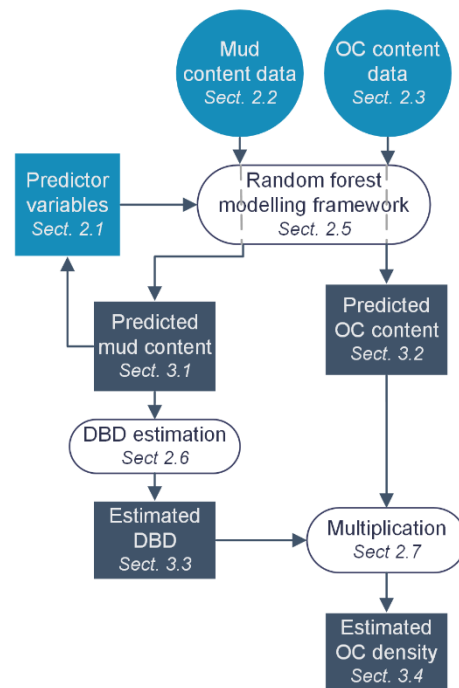 Mud
content data
Sect. 2.2
OC content
data
Sect. 2.3
Predictor
variables
Sect. 2.1
Random forest
modelling framework
Sect. 2.5
Predicted
mud content
Sect. 3.1
Predicted
OC content
Sect. 3.2
DBD estimation
Sect 2.6
Estimated
DBD
Sect. 3.3
Multiplication
Sect 2.7
Estimated
OC density
Sect. 3.4